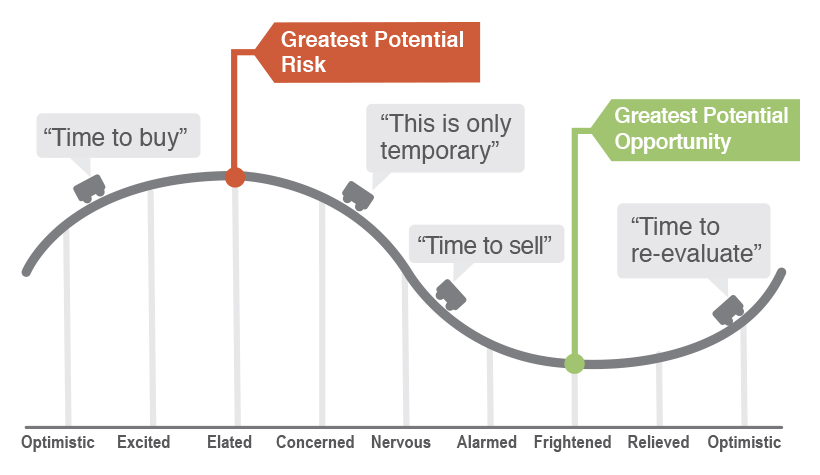 Greatest Potential
Risk
Greatest Potential
Opportunity
“Time to buy”
“This is only
temporary”
“Time to sell”
“Time to
re-evaluate”
Optimistic Excited Elated Concerned Nervous Alarmed Frightened Relieved Optimistic